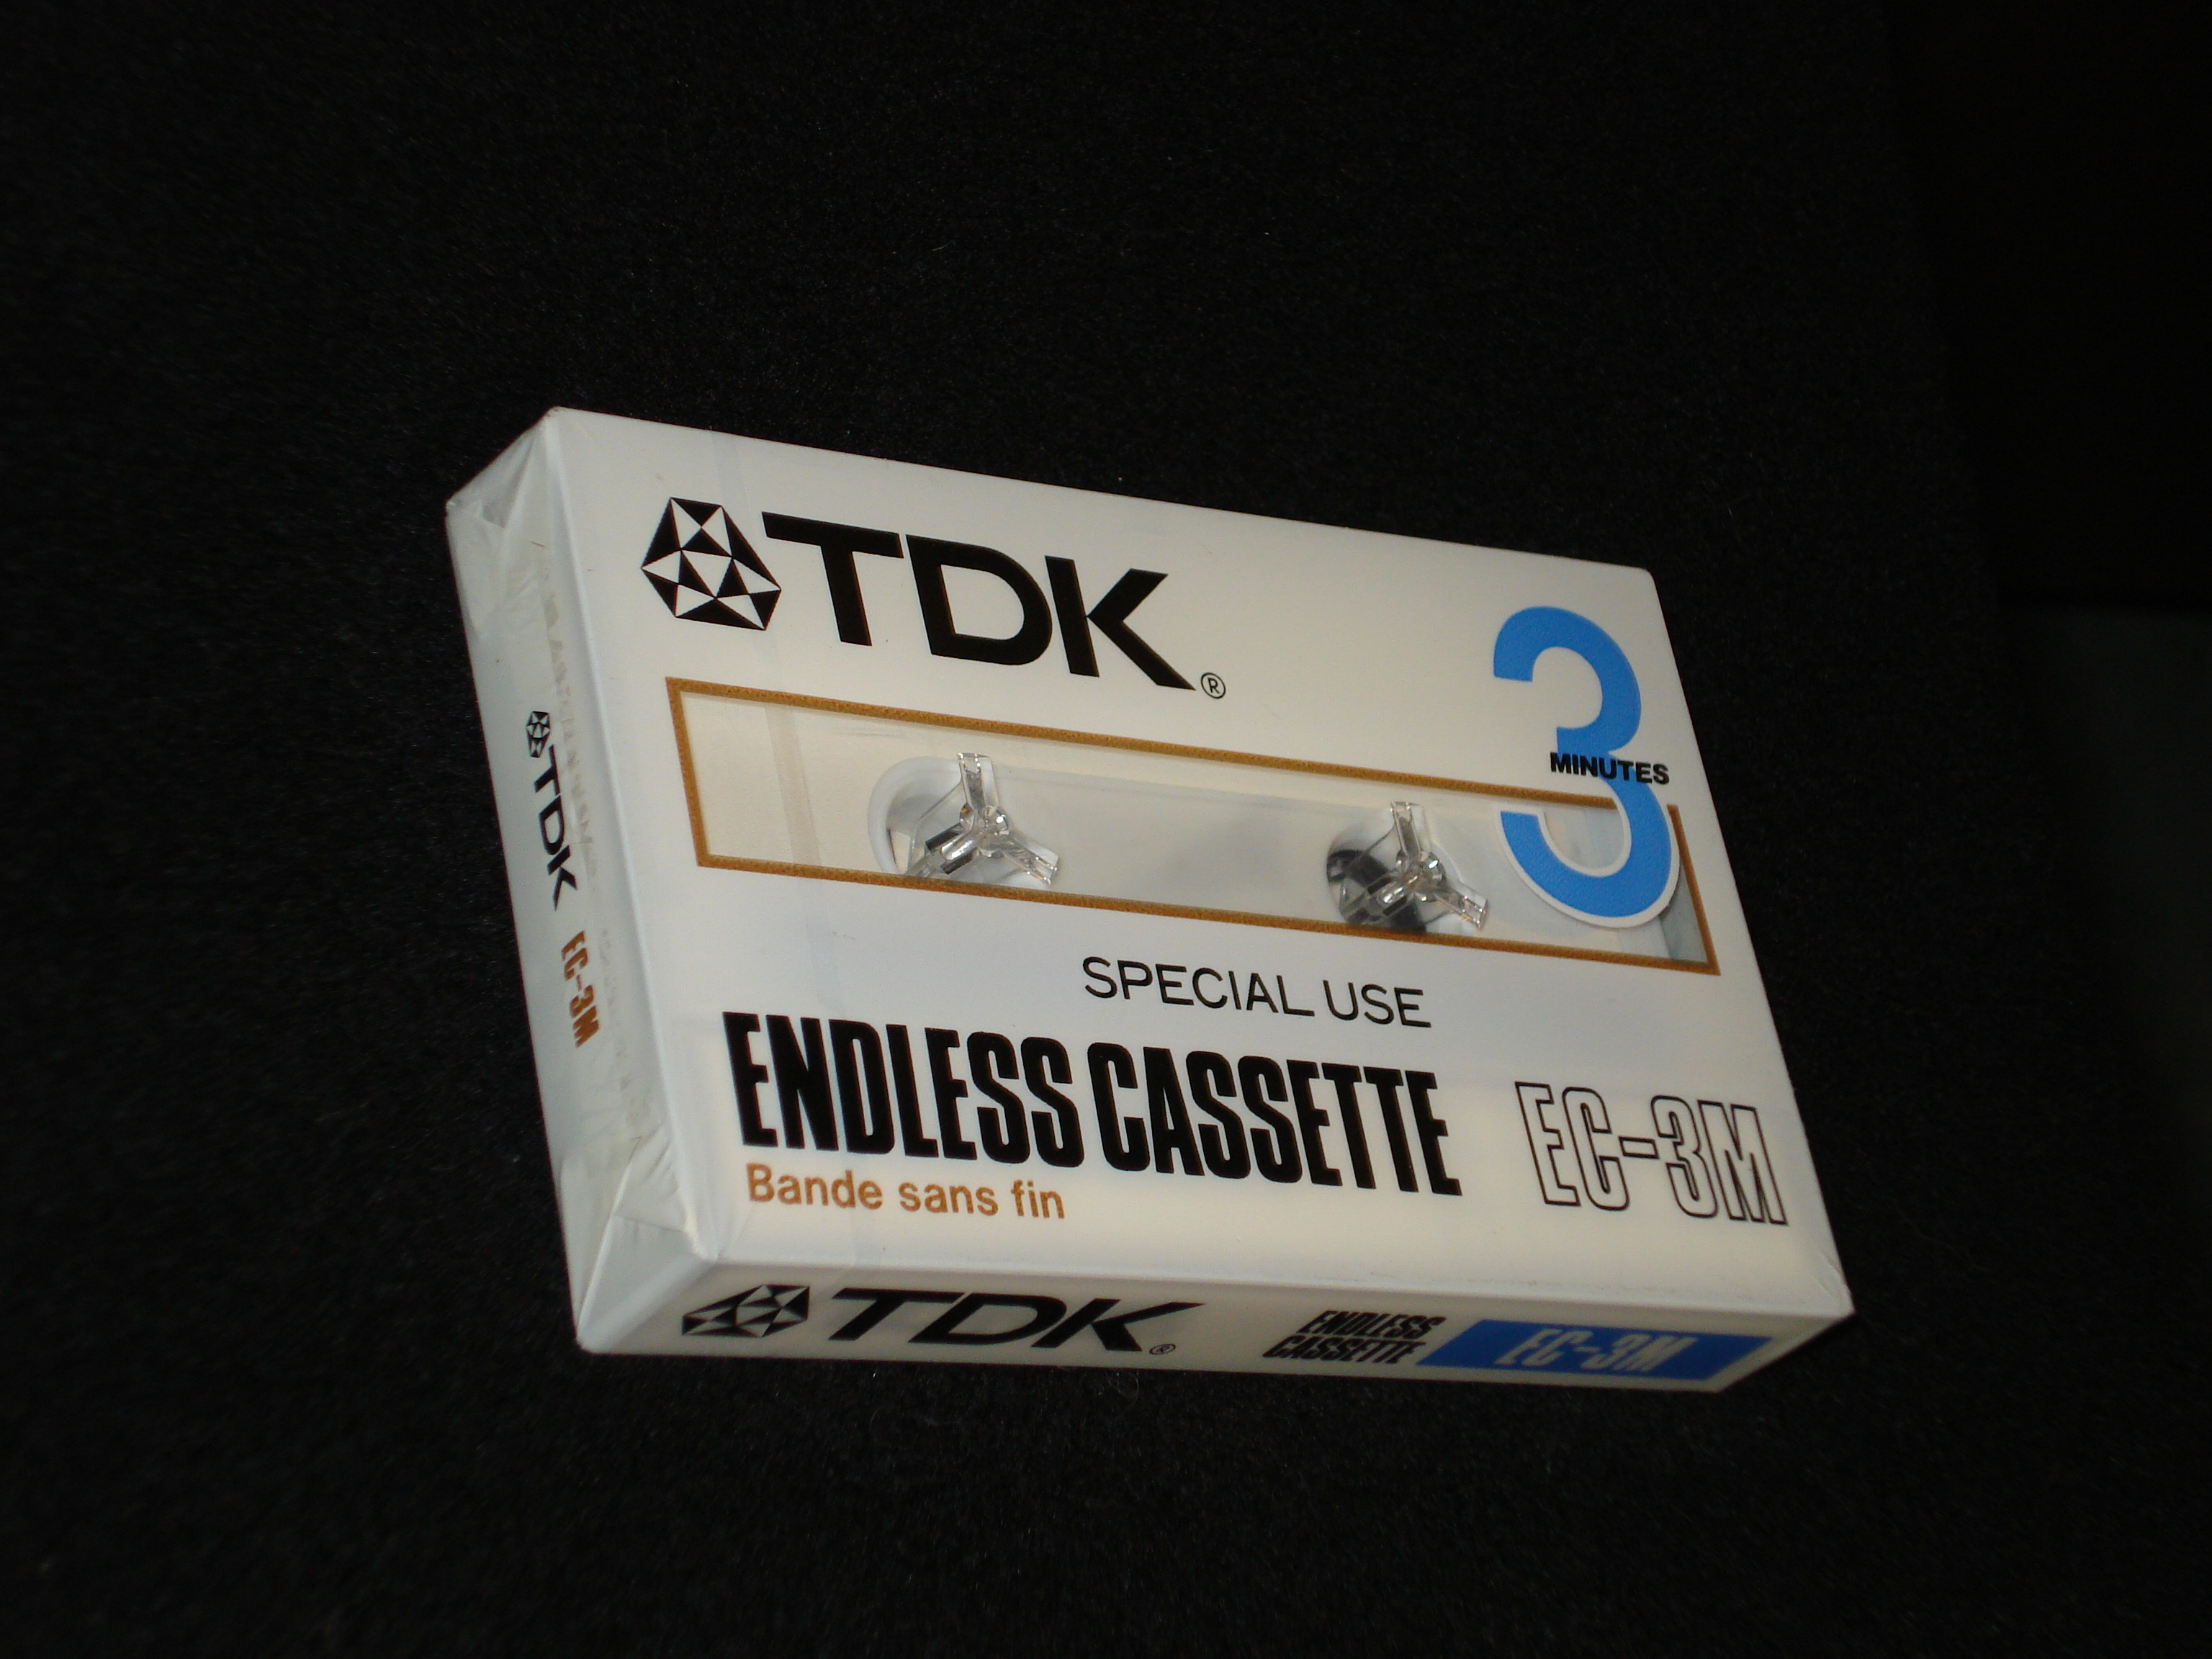 TDK®
3
MINUTES
SPECIAL USE
ENDLESS CASSETTE
EC-3M
Bande sans fin
TDK EC-3M
TDK®
ENDLESS
CASSETTE
EC-3M